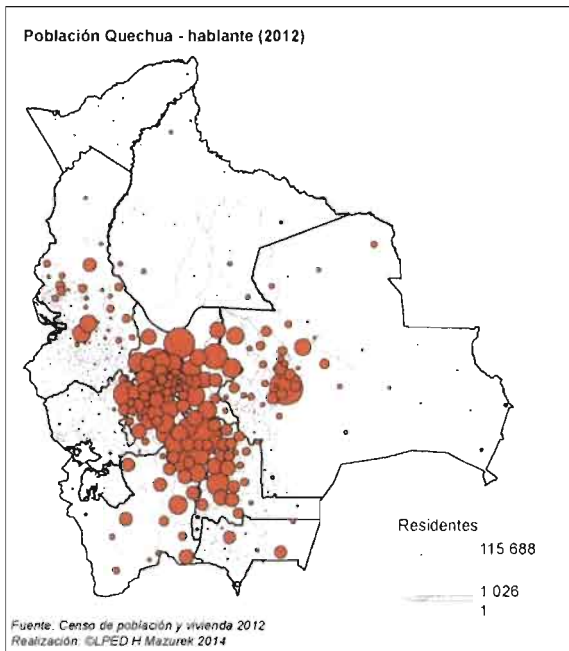 Población Quechua - hablante (2012)
Residentes
115 688
1 026
1
Fuente: Censo de población y vivienda 2012
Realización: ©LPED H Mazurek 2014